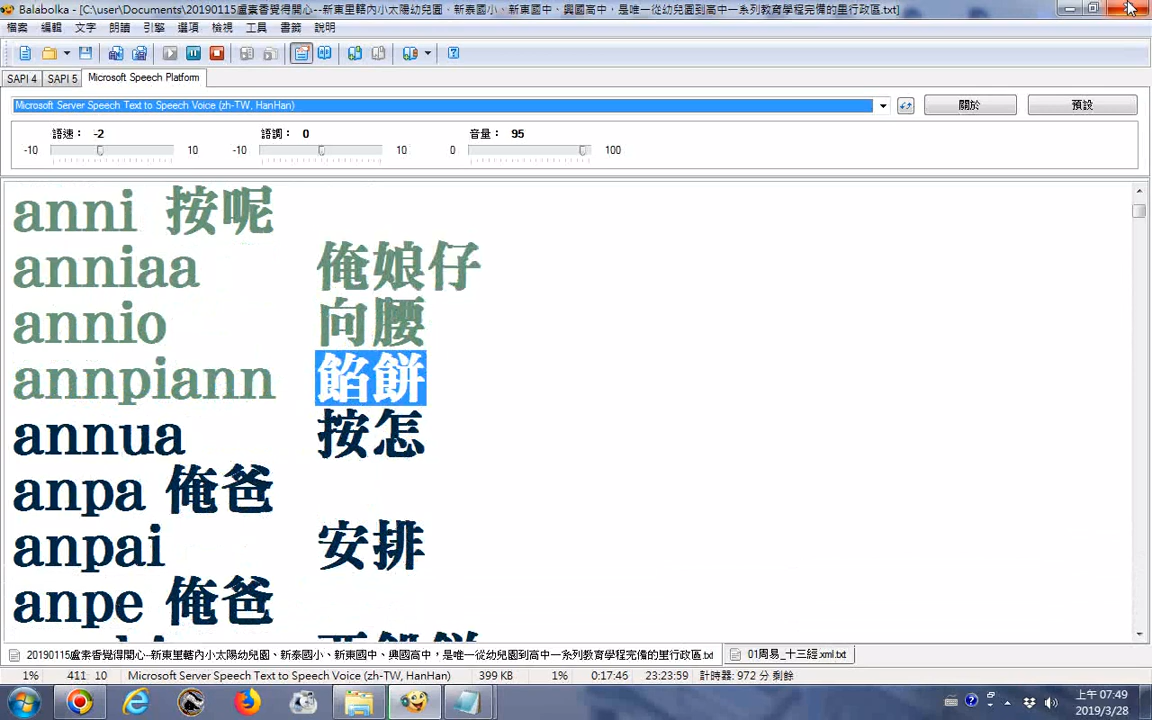 Balabolka - [C:\user\Documents\20190115盧素香覺得開心--新東里轄內小太陽幼兒園、新泰國小、新東國中、興國高中，是唯一從幼兒園到高中一系列教育學程完備的里行政區.txt]
檔案 編輯 文字 朗讀 引擎 選項 檢視 工具 書籤 說明
SAPI 4 SAPI 5 Microsoft Speech Platform
Microsoft Server Speech Text to Speech Voice (zh-TW, HanHan) 關於 預設
語速： -2 語調： 0 音量： 95
-10 10 -10 10 0 100
anni 按呢
anniaa 俺娘仔
annio 向腰
annpiann 餡餅
annua 按怎
anpa 俺爸
anpai 安排
anpe 俺爸
20190115盧素香覺得開心--新東里轄內小太陽幼兒園、新泰國小、新東國中、興國高中，是唯一從幼兒園到高中一系列教育學程完備的里行政區.txt 01周易_十三經.xml.txt
1% 411: 10 Microsoft Server Speech Text to Speech Voice (zh-TW, HanHan) 399 KB 1% 0:17:46 23:23:59 計時器: 972 分 剩餘
上午 07:49
2019/3/28